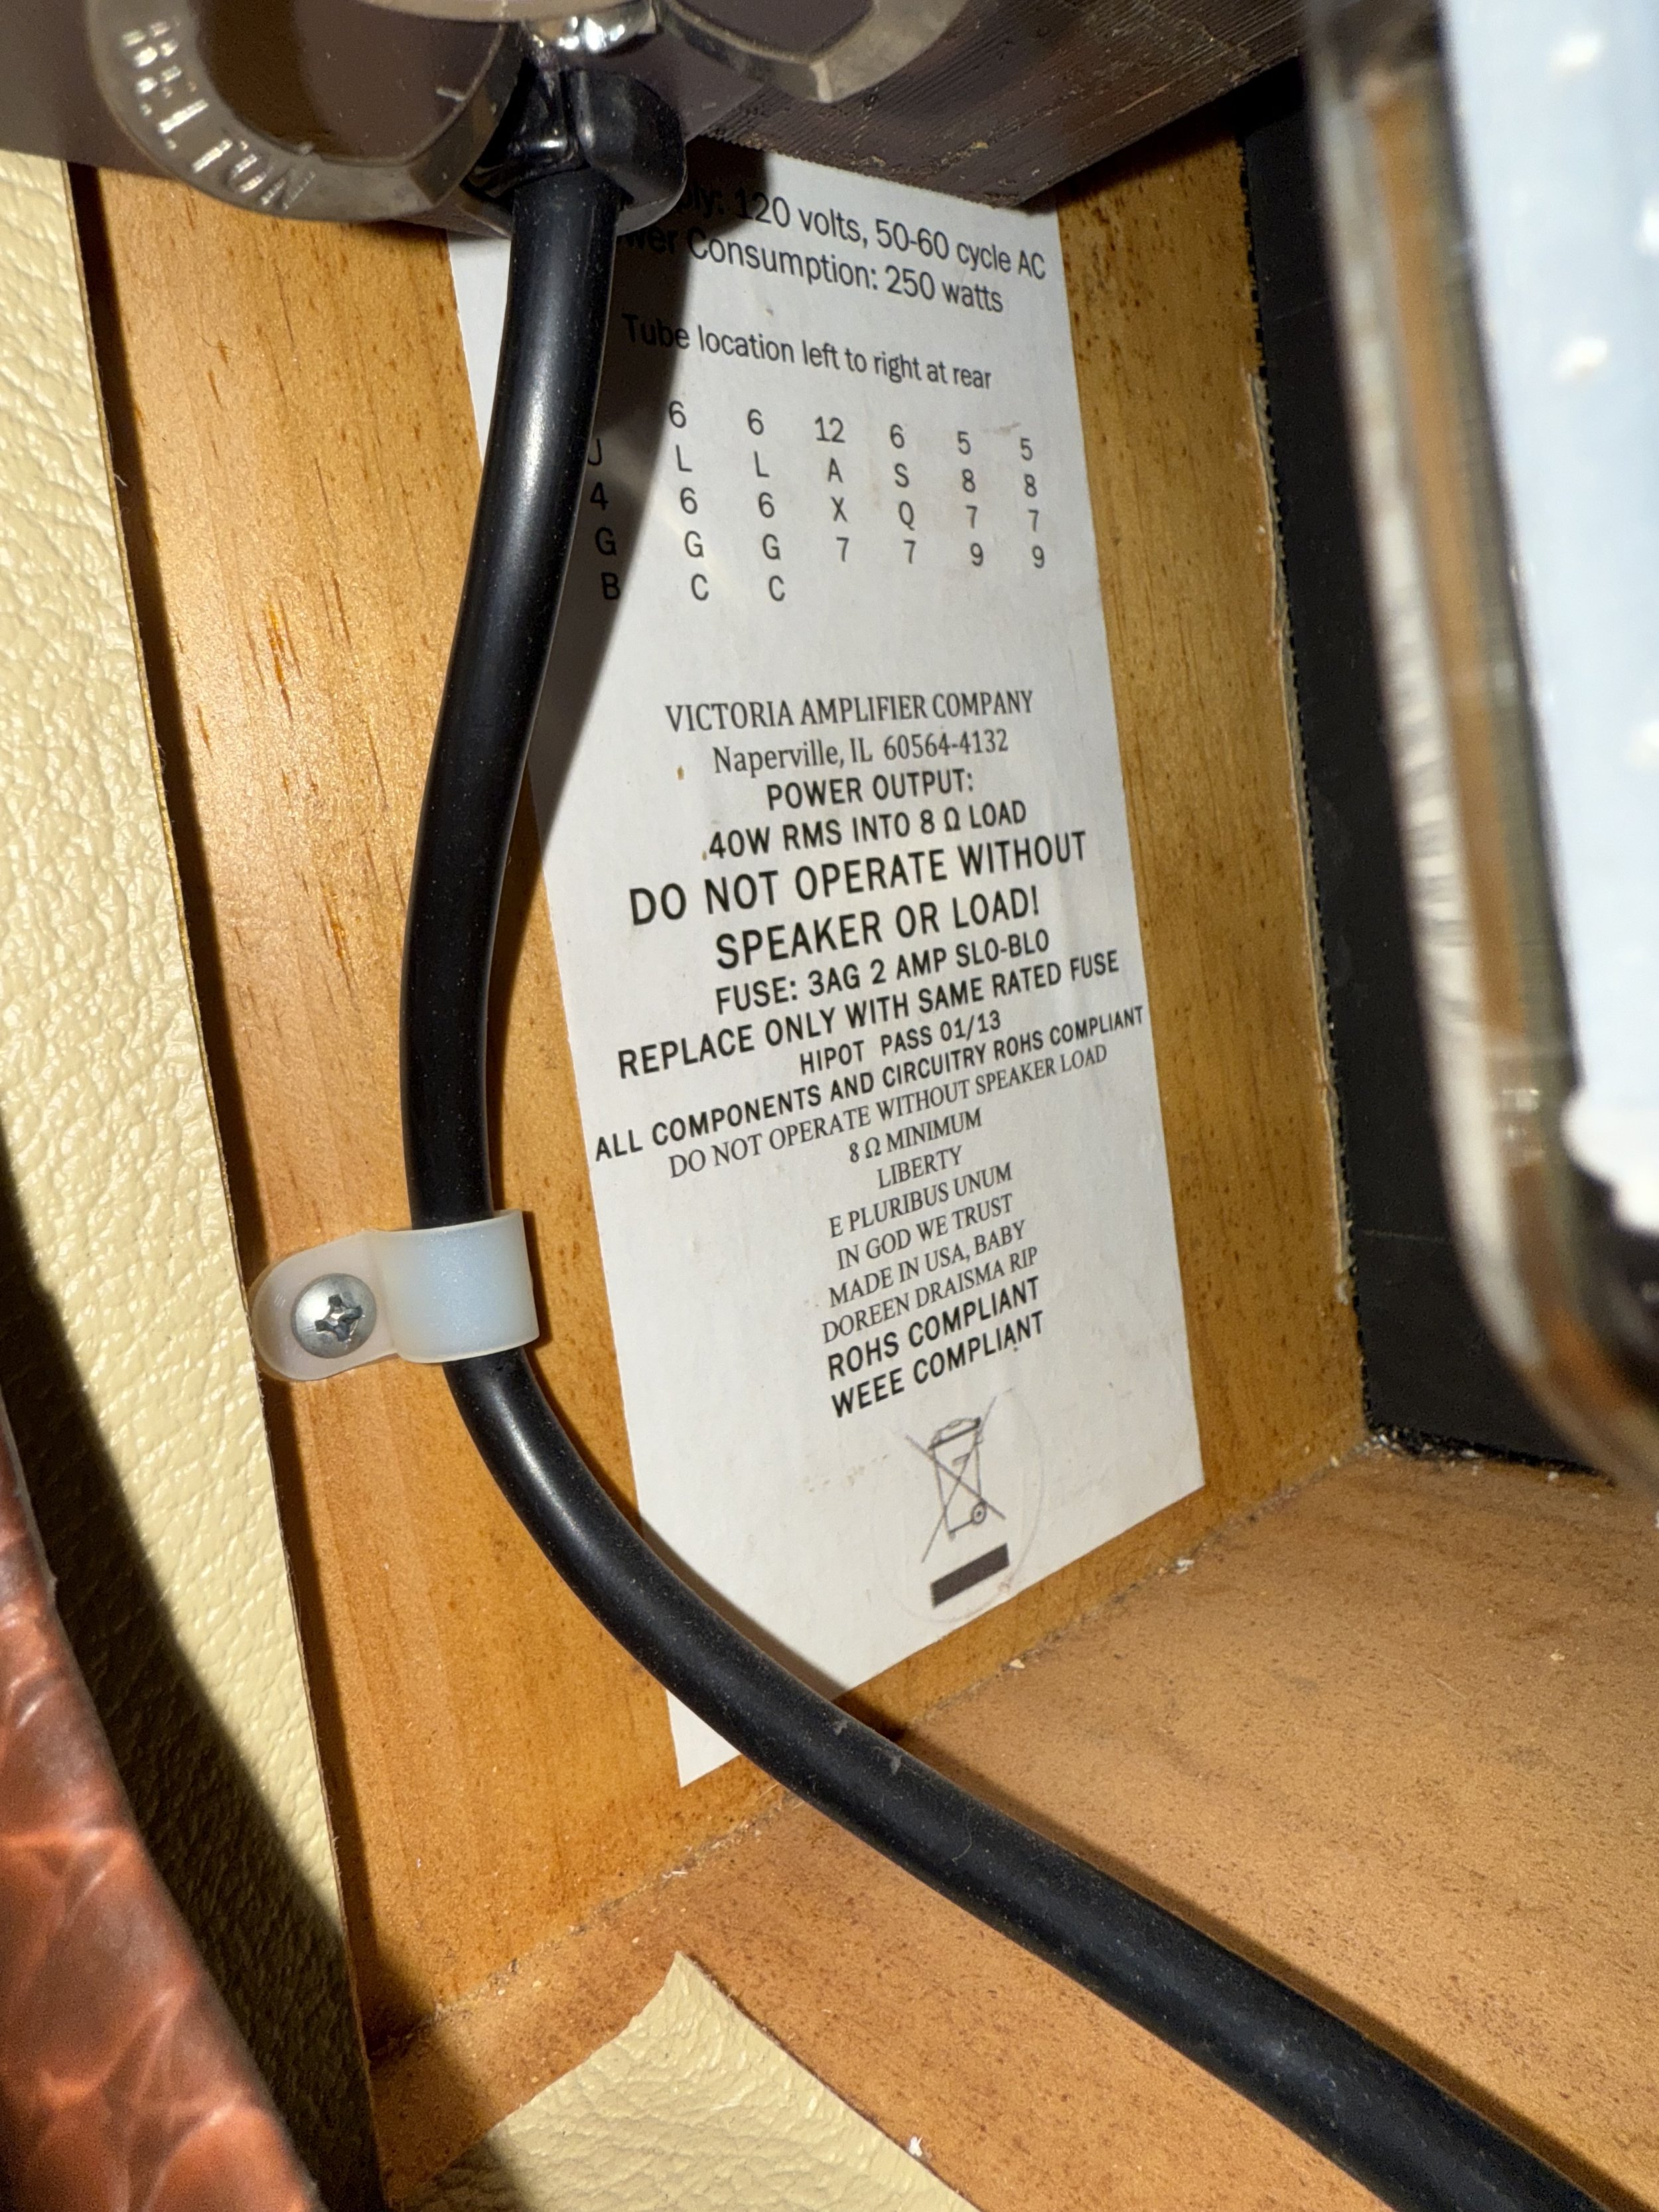 HEL TON
120 volts, 50-60 cycle AC
Consumption: 250 watts
Tube location left to right at rear
6 6 12 6 5 5
J L L A S 8 8
4 6 6 X Q 7 7
G G G 7 7 9 9
B C C
VICTORIA AMPLIFIER COMPANY
Naperville, IL 60564-4132
POWER OUTPUT:
40W RMS INTO 8 Ω LOAD
DO NOT OPERATE WITHOUT
SPEAKER OR LOAD!
FUSE: 3AG 2 AMP SLO-BLO
REPLACE ONLY WITH SAME RATED FUSE
HIPOT PASS 01/13
ALL COMPONENTS AND CIRCUITRY ROHS COMPLIANT
DO NOT OPERATE WITHOUT SPEAKER LOAD
8 Ω MINIMUM
LIBERTY
E PLURIBUS UNUM
IN GOD WE TRUST
MADE IN USA, BABY
DOREEN DRAISMA RIP
ROHS COMPLIANT
WEEE COMPLIANT